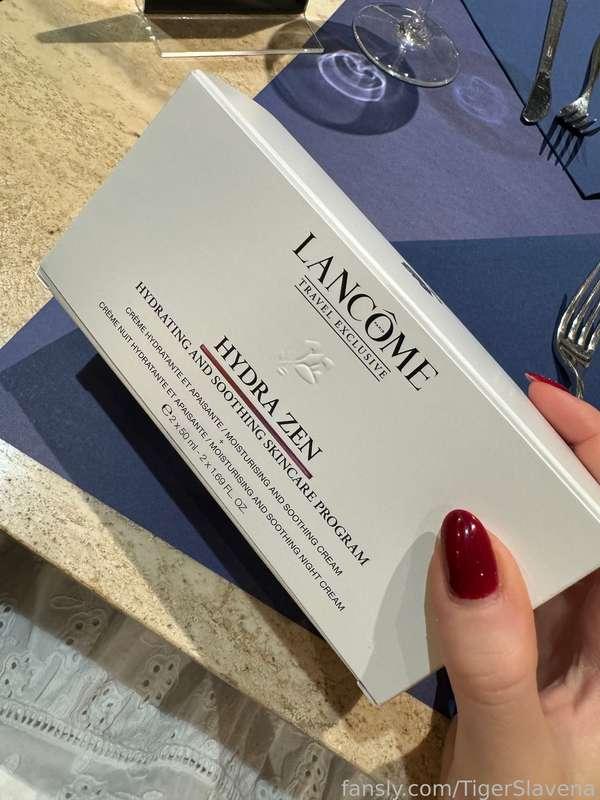 LANCÔME
PARIS
TRAVEL EXCLUSIVE
HYDRA ZEN
HYDRATING AND SOOTHING SKINCARE PROGRAM
CRÈME HYDRATANTE ET APAISANTE / MOISTURISING AND SOOTHING CREAM
+
CRÈME NUIT HYDRATANTE ET APAISANTE / MOISTURISING AND SOOTHING NIGHT CREAM
℮ 2 x 50 ml - 2 x 1.69 FL. OZ.
fansly.com/TigerSlavena